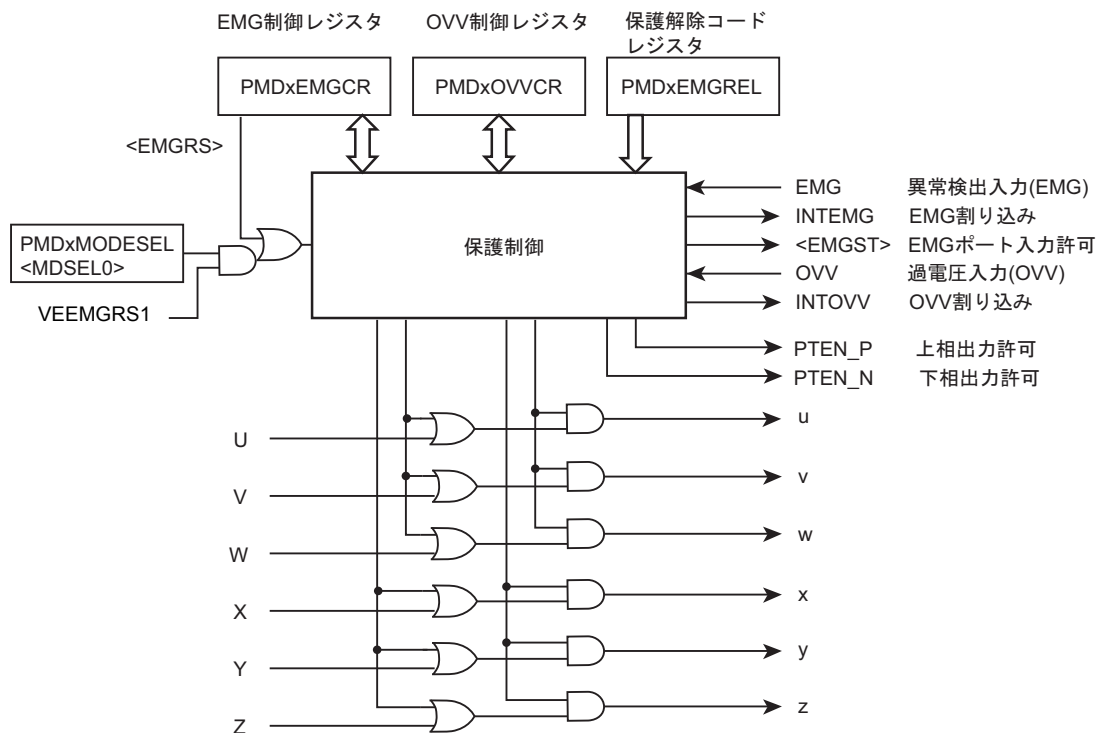 EMG制御レジスタ
OVV制御レジスタ
保護解除コード
レジスタ
PMDxEMGCR
PMDxOVVCR
PMDxEMGREL
<EMGRS>
PMDxMODESEL
<MDSEL0>
VEEMGRS1
保護制御
EMG 異常検出入力(EMG)
INTEMG EMG割り込み
<EMGST> EMGポート入力許可
OVV 過電圧入力(OVV)
INTOVV OVV割り込み
PTEN_P 上相出力許可
PTEN_N 下相出力許可
U u
V v
W w
X x
Y y
Z z